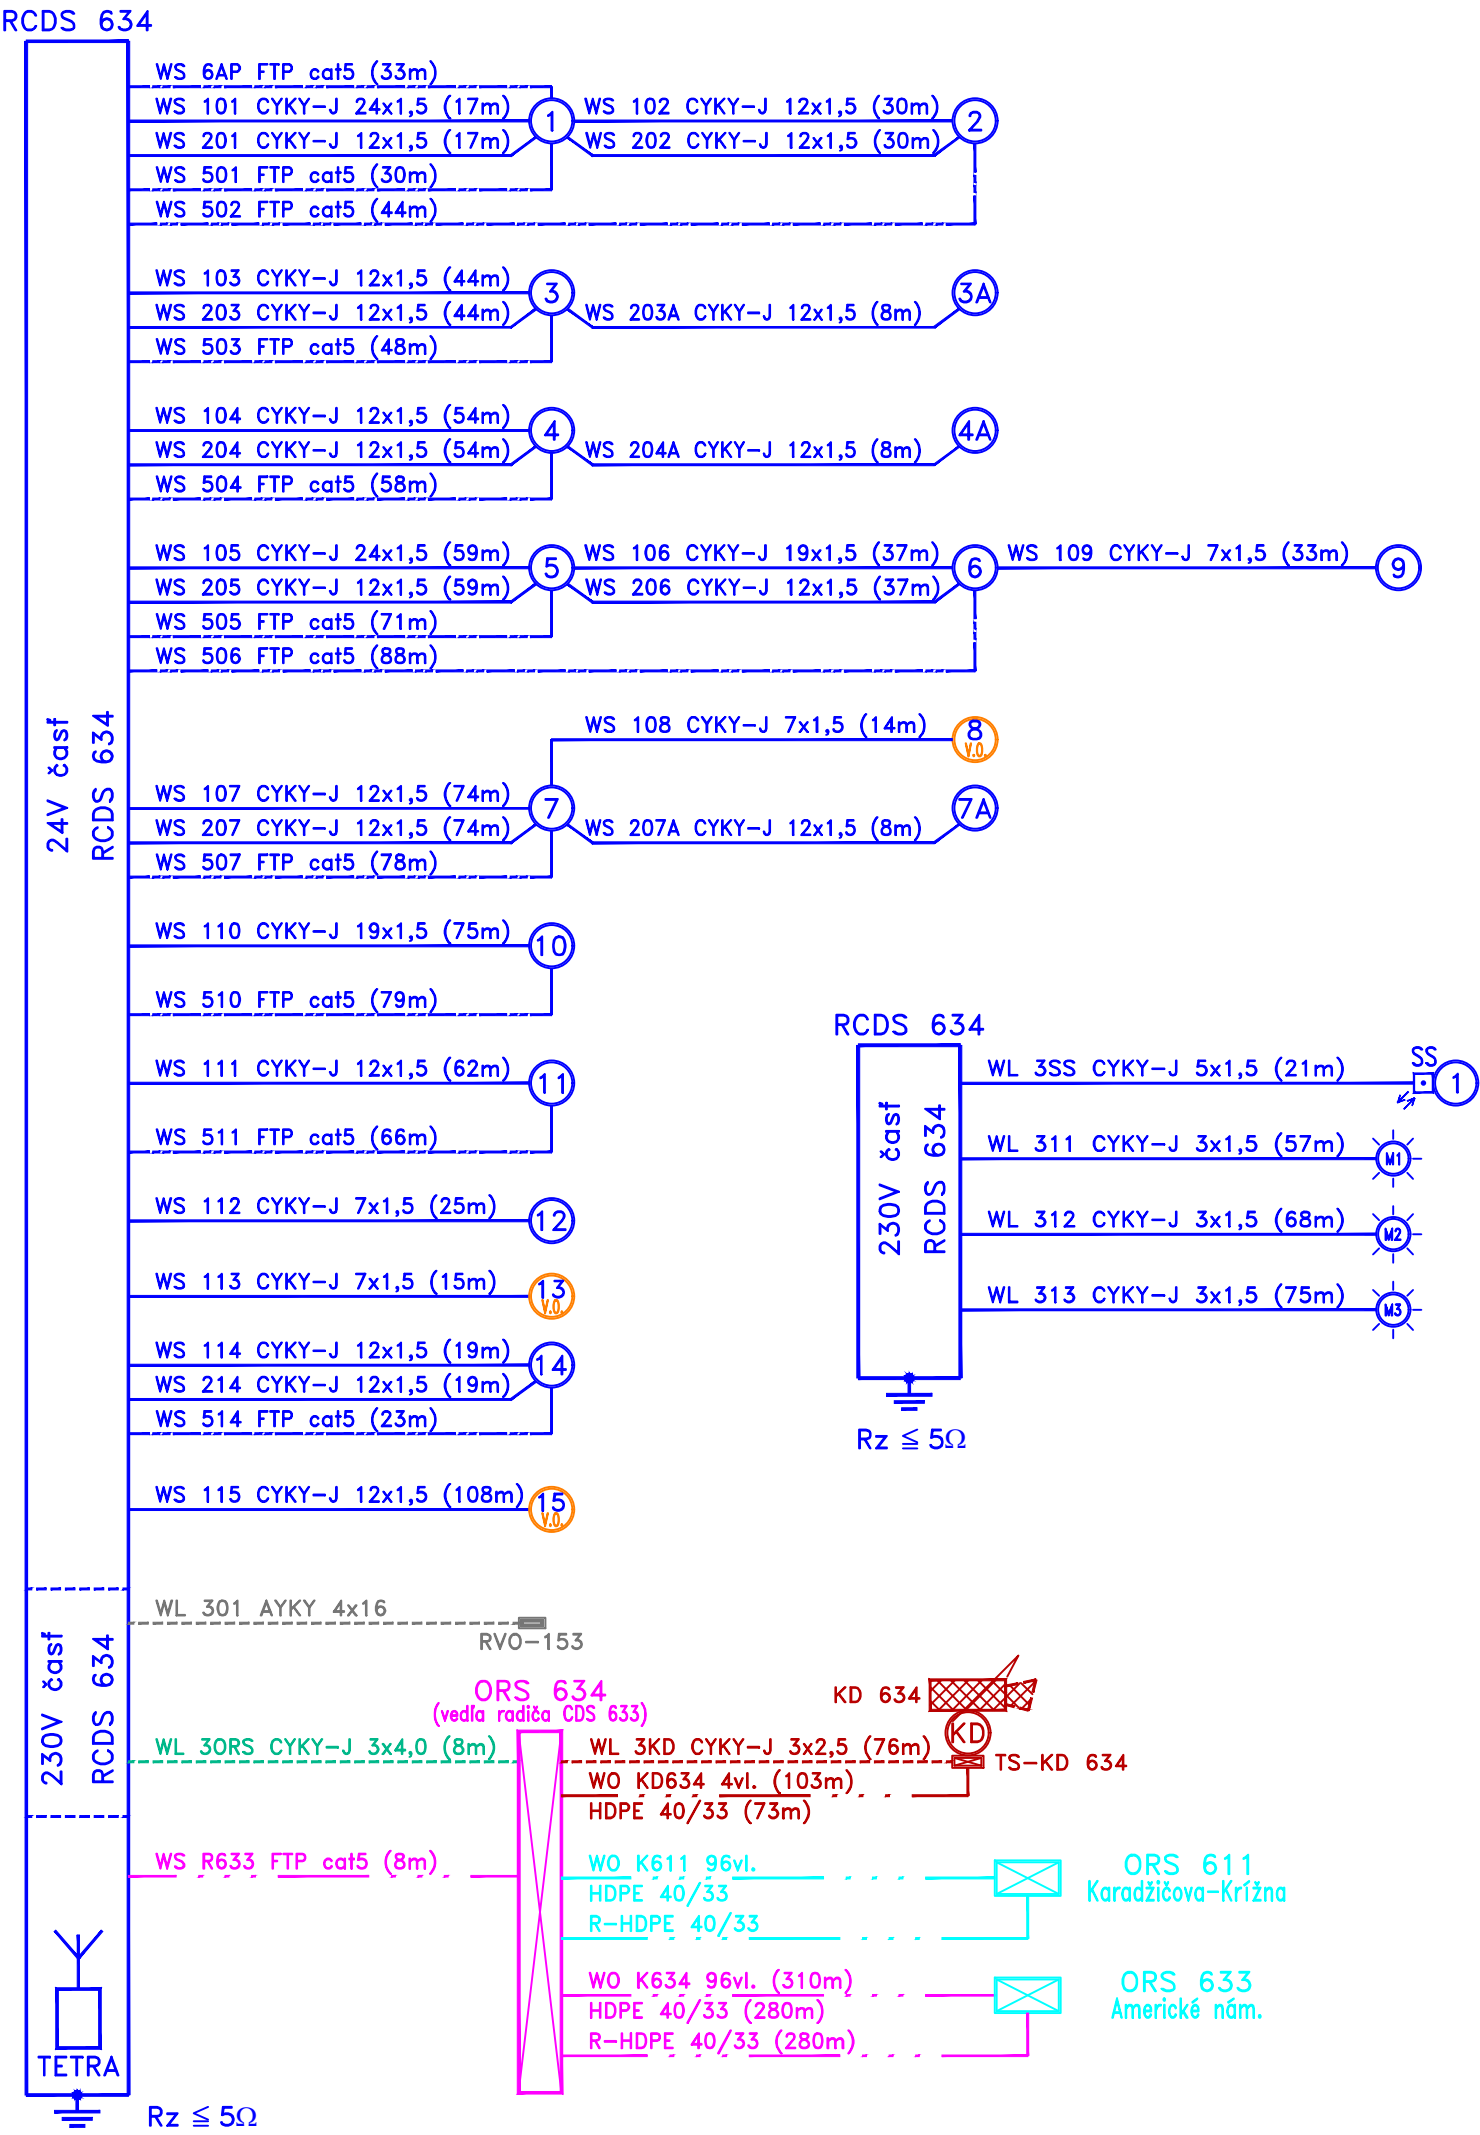 RCDS 634
WS 6AP FTP cat5 (33m)
WS 101 CYKY-J 24x1,5 (17m)
1
WS 102 CYKY-J 12x1,5 (30m)
2
WS 201 CYKY-J 12x1,5 (17m)
WS 202 CYKY-J 12x1,5 (30m)
WS 501 FTP cat5 (30m)
WS 502 FTP cat5 (44m)
WS 103 CYKY-J 12x1,5 (44m)
3
3A
WS 203 CYKY-J 12x1,5 (44m)
WS 203A CYKY-J 12x1,5 (8m)
WS 503 FTP cat5 (48m)
WS 104 CYKY-J 12x1,5 (54m)
4
4A
WS 204 CYKY-J 12x1,5 (54m)
WS 204A CYKY-J 12x1,5 (8m)
WS 504 FTP cat5 (58m)
WS 105 CYKY-J 24x1,5 (59m)
5
WS 106 CYKY-J 19x1,5 (37m)
6
WS 109 CYKY-J 7x1,5 (33m)
9
WS 205 CYKY-J 12x1,5 (59m)
WS 206 CYKY-J 12x1,5 (37m)
WS 505 FTP cat5 (71m)
WS 506 FTP cat5 (88m)
24V časť
RCDS 634
WS 108 CYKY-J 7x1,5 (14m)
8
V.O.
WS 107 CYKY-J 12x1,5 (74m)
7
7A
WS 207 CYKY-J 12x1,5 (74m)
WS 207A CYKY-J 12x1,5 (8m)
WS 507 FTP cat5 (78m)
WS 110 CYKY-J 19x1,5 (75m)
10
WS 510 FTP cat5 (79m)
WS 111 CYKY-J 12x1,5 (62m)
11
WS 511 FTP cat5 (66m)
WS 112 CYKY-J 7x1,5 (25m)
12
WS 113 CYKY-J 7x1,5 (15m)
13
V.O.
WS 114 CYKY-J 12x1,5 (19m)
14
WS 214 CYKY-J 12x1,5 (19m)
WS 514 FTP cat5 (23m)
WS 115 CYKY-J 12x1,5 (108m)
15
V.O.
RCDS 634
230V časť
RCDS 634
WL 3SS CYKY-J 5x1,5 (21m)
SS
1
WL 311 CYKY-J 3x1,5 (57m)
M1
WL 312 CYKY-J 3x1,5 (68m)
M2
WL 313 CYKY-J 3x1,5 (75m)
M3
Rz ≦ 5Ω
230V časť
RCDS 634
WL 301 AYKY 4x16
RVO-153
ORS 634
(vedľa radiča CDS 633)
WL 3ORS CYKY-J 3x4,0 (8m)
KD 634
KD
WL 3KD CYKY-J 3x2,5 (76m)
TS-KD 634
WO KD634 4vl. (103m)
HDPE 40/33 (73m)
WS R633 FTP cat5 (8m)
WO K611 96vl.
HDPE 40/33
R-HDPE 40/33
ORS 611
Karadžičova-Krížna
WO K634 96vl. (310m)
HDPE 40/33 (280m)
R-HDPE 40/33 (280m)
ORS 633
Americké nám.
TETRA
Rz ≦ 5Ω